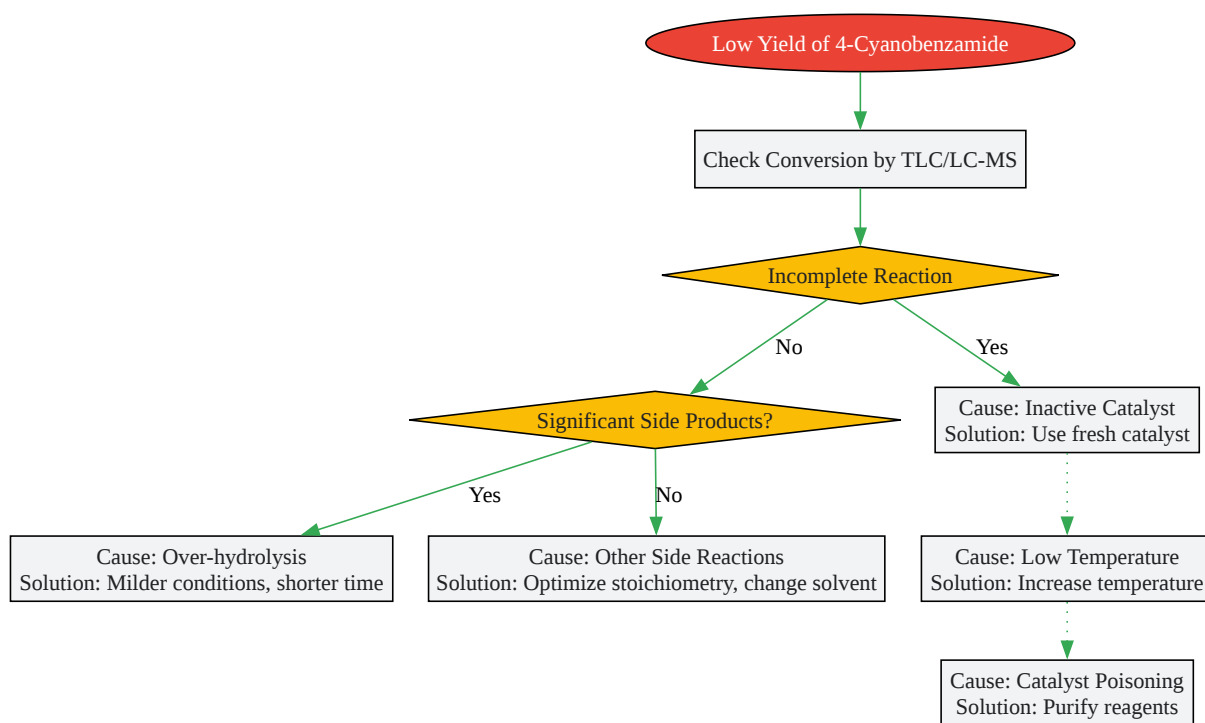 Low Yield of 4-Cyanobenzamide
Check Conversion by TLC/LC-MS
Incomplete Reaction
No
Yes
Significant Side Products?
Cause: Inactive Catalyst
Solution: Use fresh catalyst
Yes
No
Cause: Over-hydrolysis
Solution: Milder conditions, shorter time
Cause: Other Side Reactions
Solution: Optimize stoichiometry, change solvent
Cause: Low Temperature
Solution: Increase temperature
Cause: Catalyst Poisoning
Solution: Purify reagents